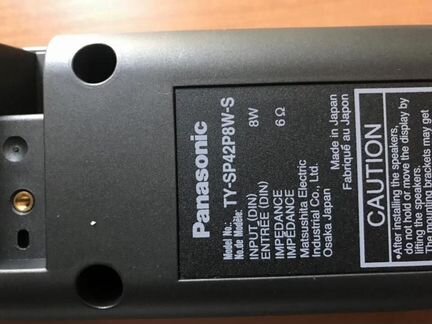 Panasonic
Model No.: TY-SP42P8W-S
No.de Modèle:
INPUT (DIN) 8W
ENTRÉE (DIN)
IMPEDANCE 6 Ω
IMPÉDANCE
Matsushita Electric
Industrial Co., Ltd. Made in Japan
Osaka Japan Fabriqué au Japon
CAUTION
•After installing the speakers,
do not hold or move the display by
lifting the speakers.
The mounting brackets may get